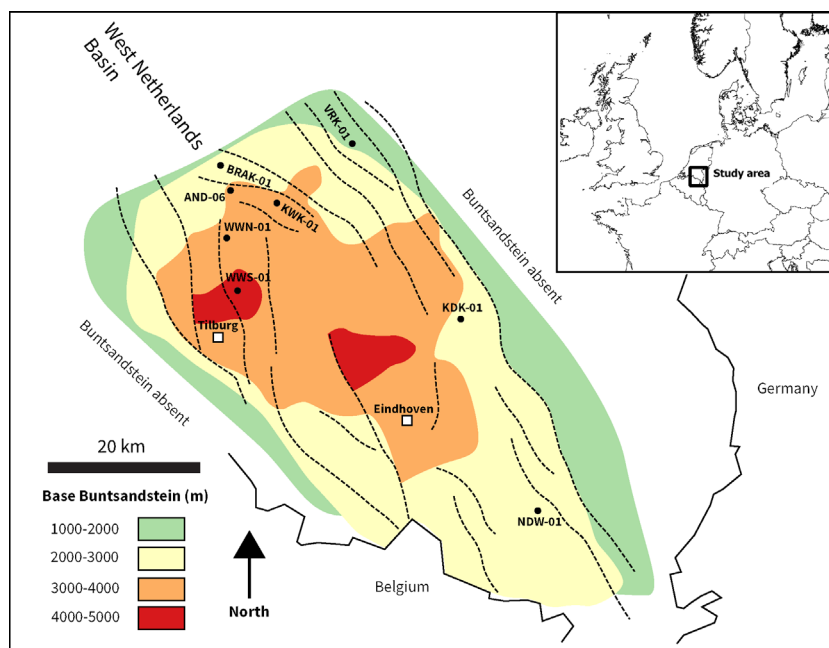 West Netherlands
Basin
VRK-01
BRAK-01
AND-06
KWK-01
WWN-01
WWS-01
Tilburg
KDK-01
Eindhoven
NDW-01
Buntsandstein absent
Buntsandstein absent
Study area
Germany
Belgium
20 km
Base Buntsandstein (m)
1000-2000
2000-3000
3000-4000
4000-5000
North